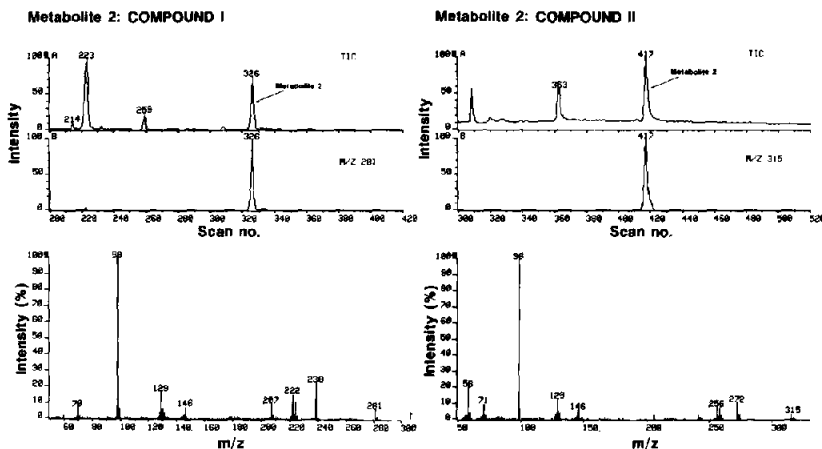 Metabolite 2: COMPOUND I
100% A
TIC
223
326
Metabolite 2
50
259
214
0
100% B
326
M/Z 281
50
0
200 220 240 260 280 300 320 340 360 380 400 420
Intensity
Scan no.
Metabolite 2: COMPOUND II
100% A
TIC
417
Metabolite 2
363
50
0
100% B
417
M/Z 315
50
0
300 320 340 360 380 400 420 440 460 480 500 520
Intensity
Scan no.
100%
98
90
80
70
60
50
40
30
20
10
0
238
222
207
129
146
70
281
60 80 100 120 140 160 180 200 220 240 260 280 300
Intensity (%)
m/z
100%
98
90
80
70
60
50
40
30
20
10
0
56
71
129
146
256
272
315
50 100 150 200 250 300
Intensity (%)
m/z